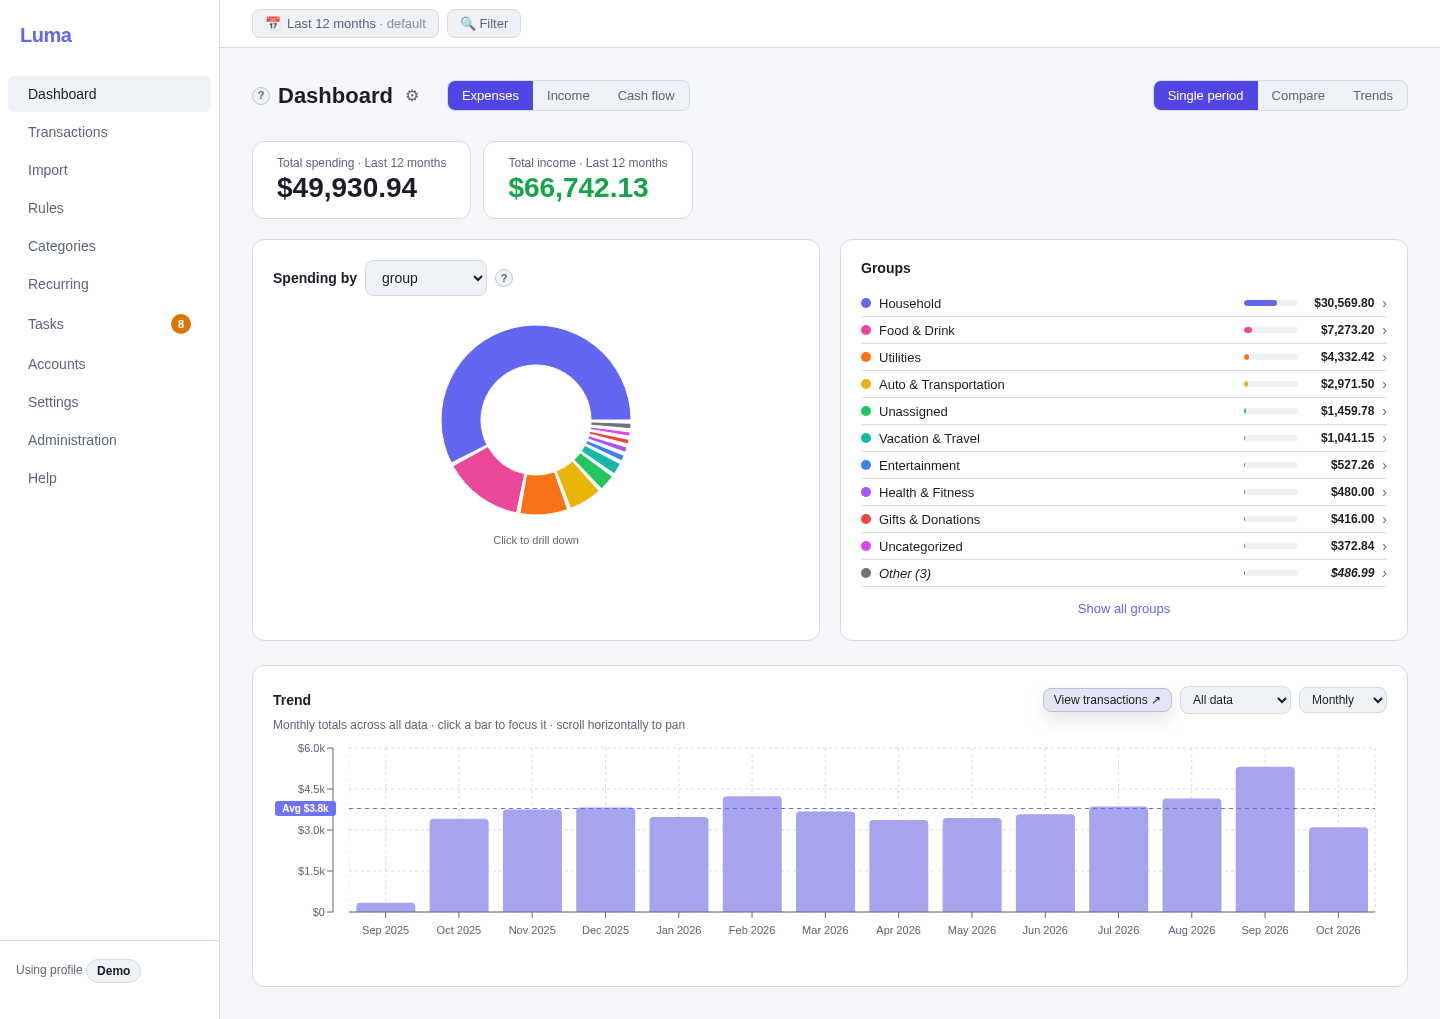 Luma
Dashboard
Transactions
Import
Rules
Categories
Recurring
Tasks 8
Accounts
Settings
Administration
Help
Using profile Demo
📅 Last 12 months · default 🔍 Filter
? Dashboard ⚙ Expenses Income Cash flow Single period Compare Trends
Total spending · Last 12 months
$49,930.94
Total income · Last 12 months
$66,742.13
Spending by group ?
Click to drill down
Groups
Household $30,569.80 ›
Food & Drink $7,273.20 ›
Utilities $4,332.42 ›
Auto & Transportation $2,971.50 ›
Unassigned $1,459.78 ›
Vacation & Travel $1,041.15 ›
Entertainment $527.26 ›
Health & Fitness $480.00 ›
Gifts & Donations $416.00 ›
Uncategorized $372.84 ›
Other (3) $486.99 ›
Show all groups
Trend View transactions ↗ All data Monthly
Monthly totals across all data · click a bar to focus it · scroll horizontally to pan
$6.0k
$4.5k
Avg $3.8k
$3.0k
$1.5k
$0
Sep 2025 Oct 2025 Nov 2025 Dec 2025 Jan 2026 Feb 2026 Mar 2026 Apr 2026 May 2026 Jun 2026 Jul 2026 Aug 2026 Sep 2026 Oct 2026